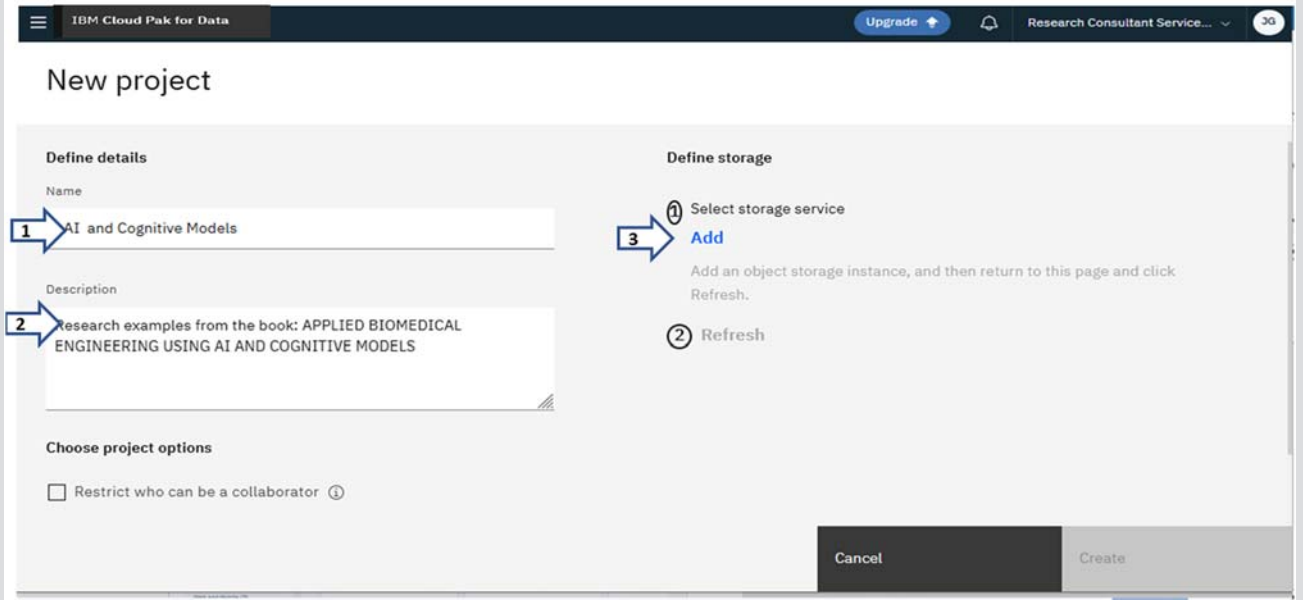 IBM Cloud Pak for Data
Upgrade
Research Consultant Service...
JG
New project
Define details
Name
1
AI and Cognitive Models
Description
2
Research examples from the book: APPLIED BIOMEDICAL
ENGINEERING USING AI AND COGNITIVE MODELS
Choose project options
Restrict who can be a collaborator
Define storage
1 Select storage service
3
Add
Add an object storage instance, and then return to this page and click
Refresh.
2 Refresh
Cancel
Create